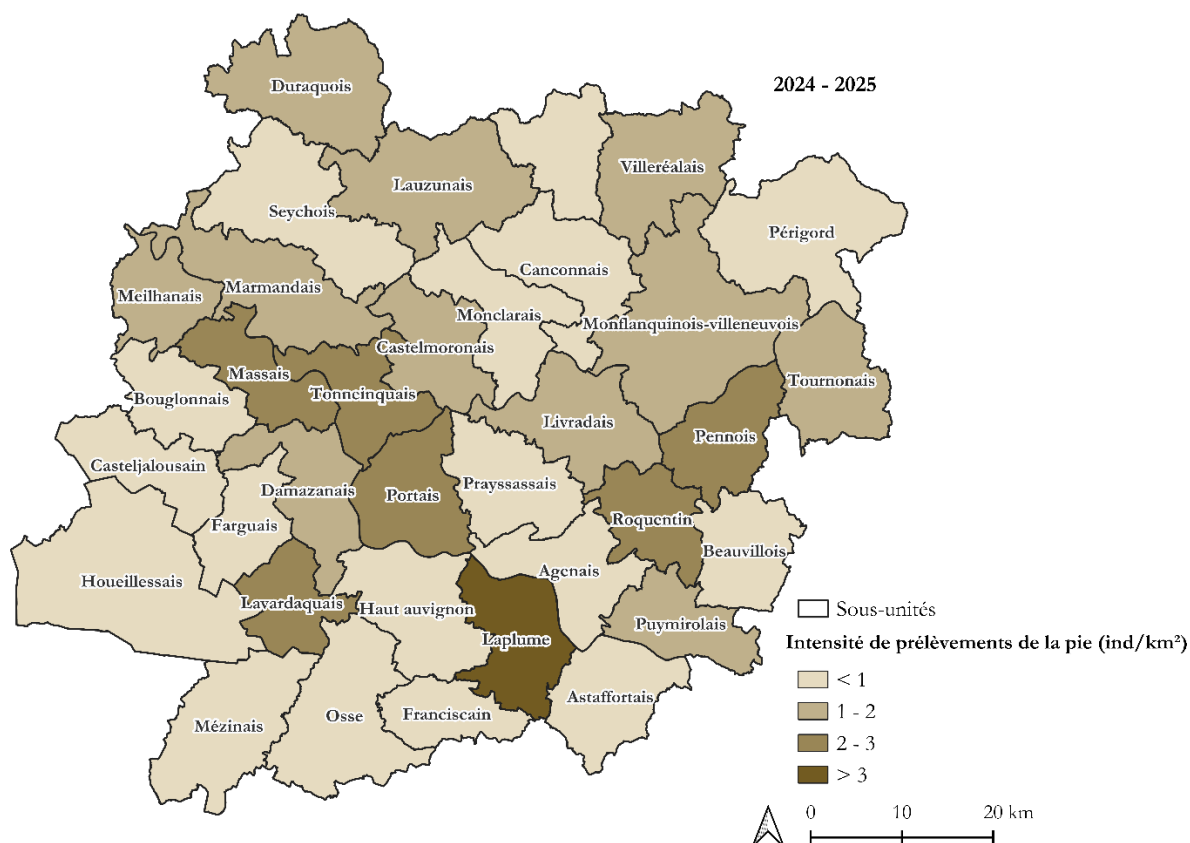 2024 - 2025
Duraquois
Villeréalais
Lauzunais
Seychois
Périgord
Canconnais
Marmandais
Meilhanais
Monclarais
Monflanquinois-villeneuvois
Castelmoronais
Massais
Tonncinquais
Tournonais
Bouglonnais
Livradais
Pennois
Casteljalousain
Prayssassais
Damazanais
Portais
Roquentin
Farguais
Beauvillois
Agenais
Houeillessais
Lavardaquais
Haut auvignon
Puymirolais
Laplume
Astaffortais
Franciscain
Osse
Mézinais
Sous-unités
Intensité de prélèvements de la pie (ind/km²)
< 1
1 - 2
2 - 3
> 3
0 10 20 km